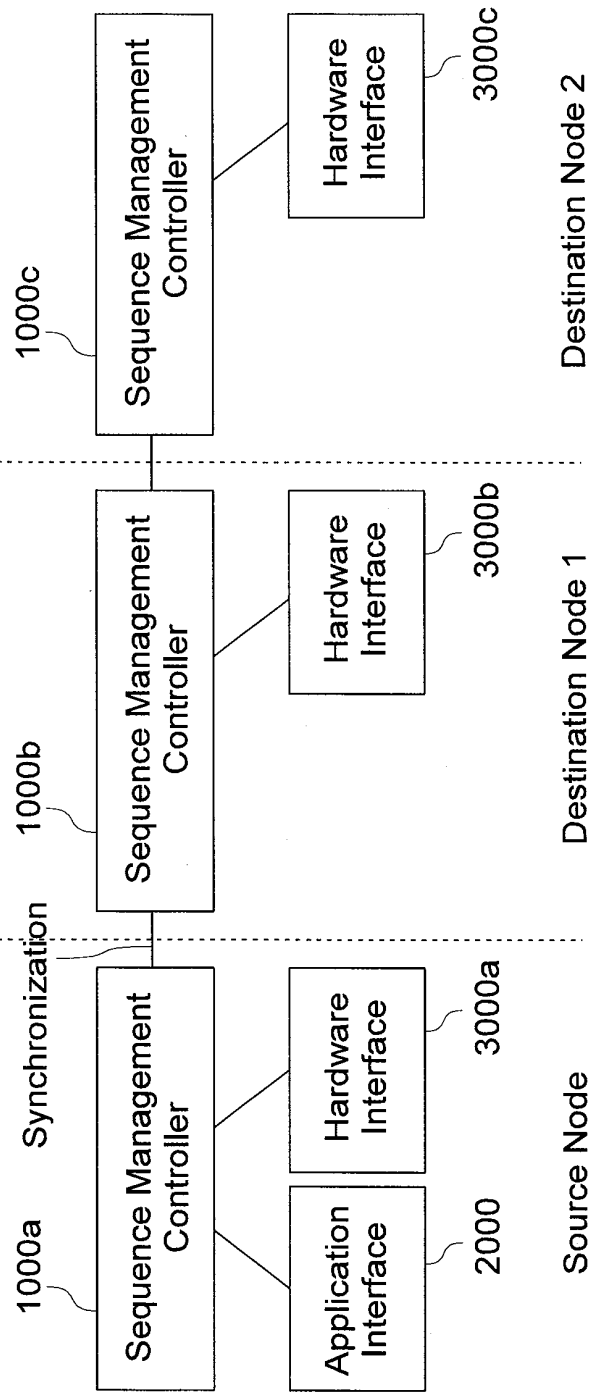 1000a
Synchronization
1000b
1000c
Sequence Management
Controller
Sequence Management
Controller
Sequence Management
Controller
Application
Interface
Hardware
Interface
Hardware
Interface
Hardware
Interface
2000
3000a
3000b
3000c
Source Node
Destination Node 1
Destination Node 2